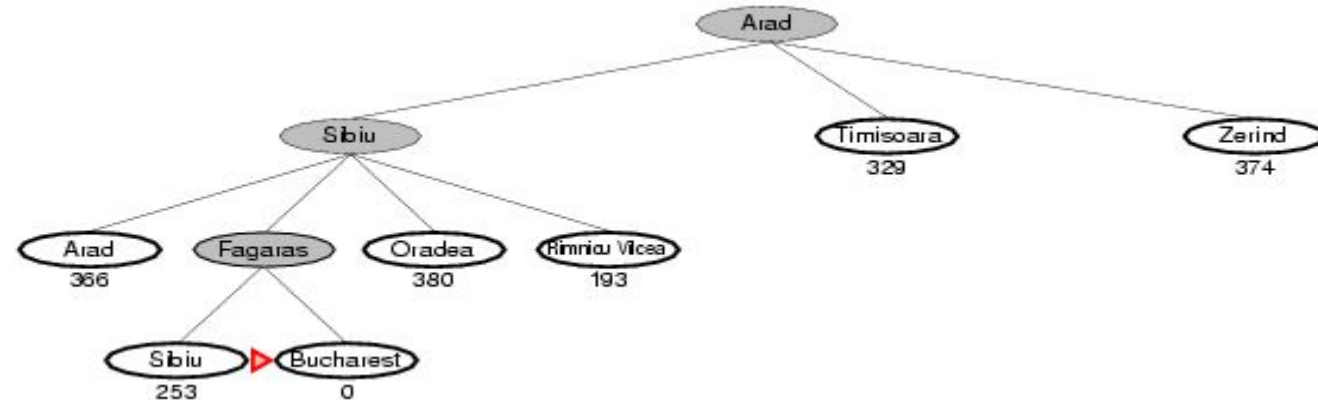 Arad
Sibiu
Timisoara
Zerind
329
374
Arad
Fagaras
Oradea
Rimnicu Vilcea
366
380
193
Sibiu
Bucharest
253
0